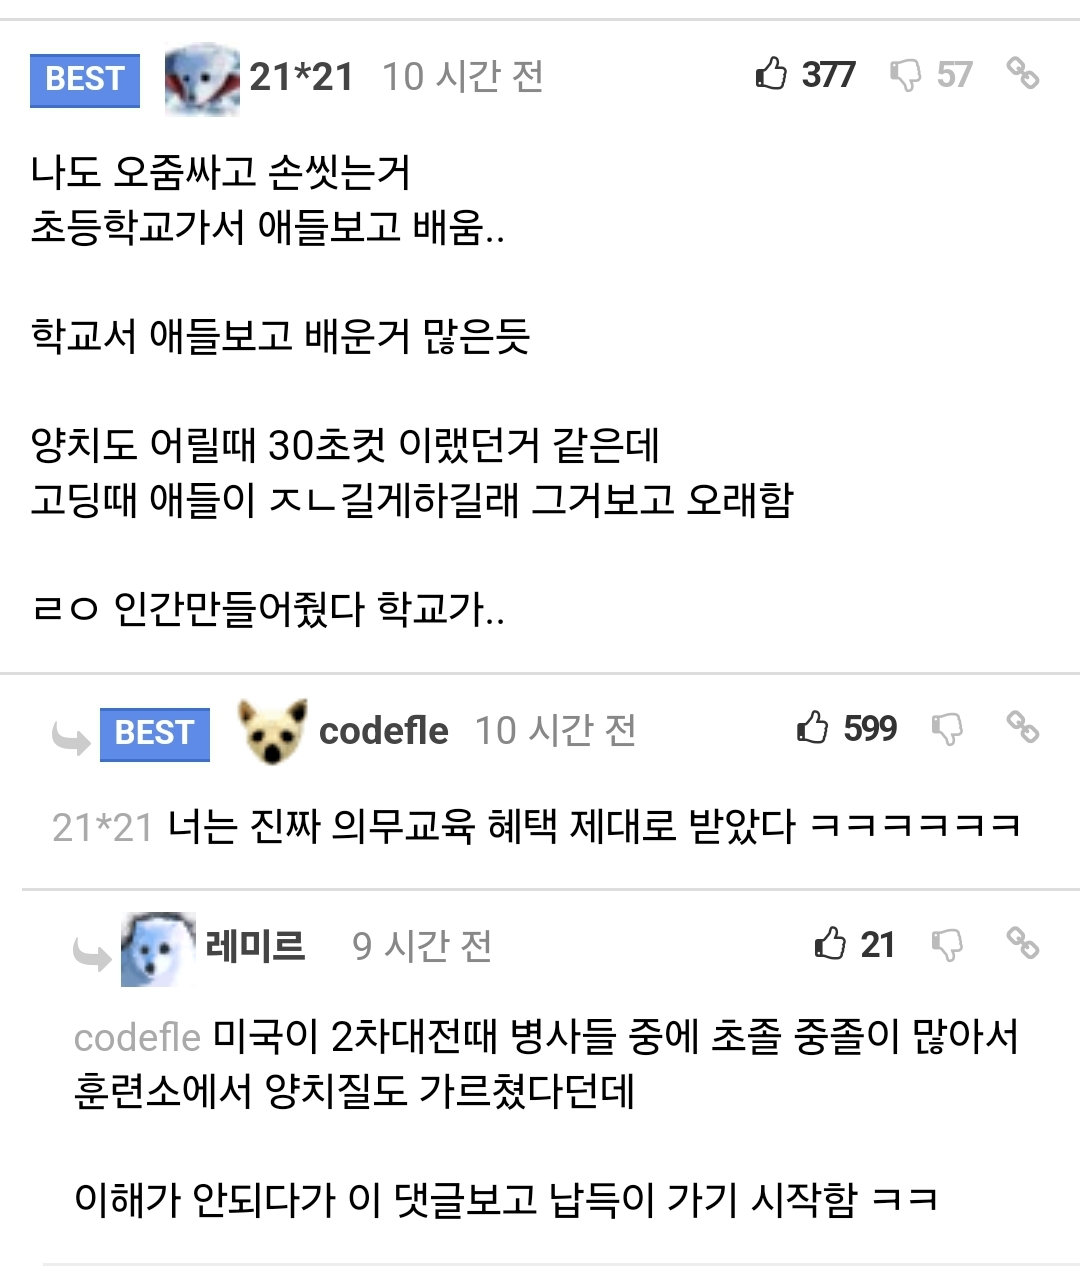 BEST 21*21 10 시간 전 377 57
나도 오줌싸고 손씻는거
초등학교가서 애들보고 배움..
학교서 애들보고 배운거 많은듯
양치도 어릴때 30초컷 이랬던거 같은데
고딩때 애들이 ㅈㄴ길게하길래 그거보고 오래함
ㄹㅇ 인간만들어줬다 학교가..
BEST codefle 10 시간 전 599
21*21 너는 진짜 의무교육 혜택 제대로 받았다 ㅋㅋㅋㅋㅋㅋ
레미르 9 시간 전 21
codefle 미국이 2차대전때 병사들 중에 초졸 중졸이 많아서
훈련소에서 양치질도 가르쳤다던데
이해가 안되다가 이 댓글보고 납득이 가기 시작함 ㅋㅋ